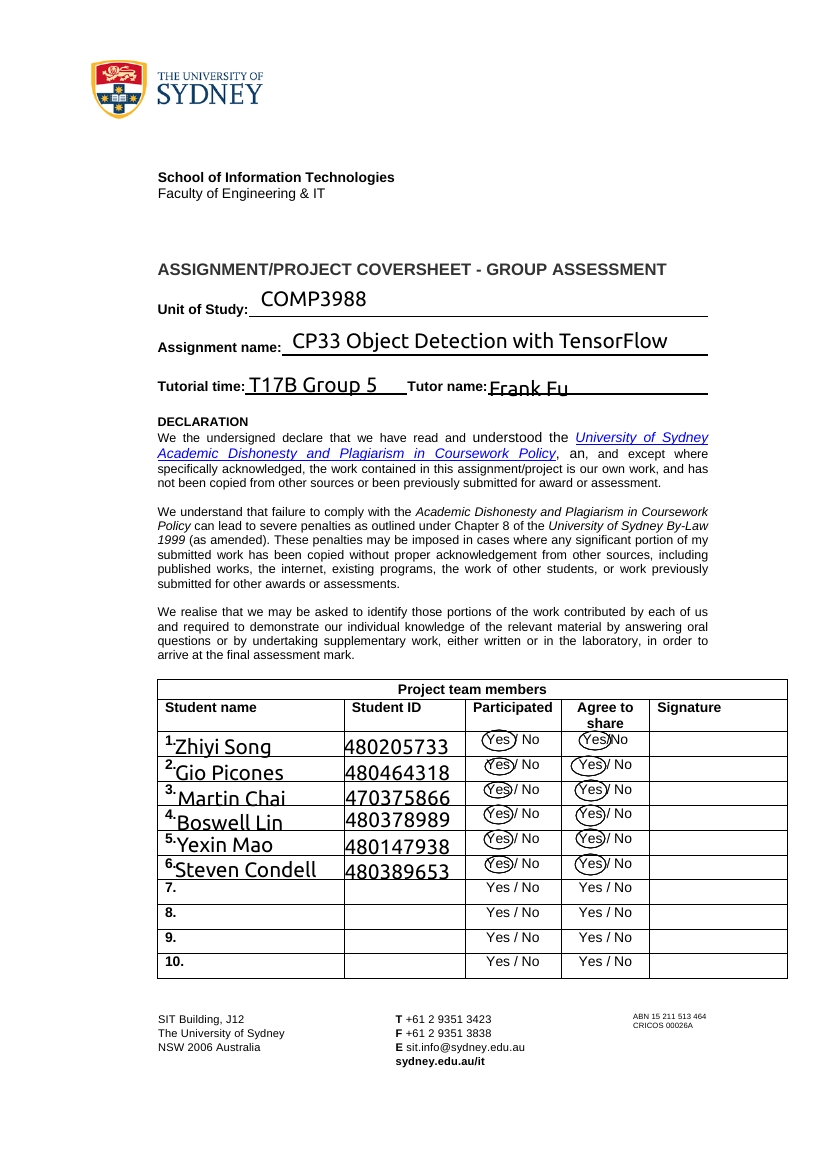 THE UNIVERSITY OF
SYDNEY
School of Information Technologies
Faculty of Engineering & IT
ASSIGNMENT/PROJECT COVERSHEET - GROUP ASSESSMENT
Unit of Study: COMP3988
Assignment name: CP33 Object Detection with TensorFlow
Tutorial time: T17B Group 5 Tutor name: Frank Fu
DECLARATION
We the undersigned declare that we have read and understood the University of Sydney
Academic Dishonesty and Plagiarism in Coursework Policy, an, and except where
specifically acknowledged, the work contained in this assignment/project is our own work, and has
not been copied from other sources or been previously submitted for award or assessment.
We understand that failure to comply with the Academic Dishonesty and Plagiarism in Coursework
Policy can lead to severe penalties as outlined under Chapter 8 of the University of Sydney By-Law
1999 (as amended). These penalties may be imposed in cases where any significant portion of my
submitted work has been copied without proper acknowledgement from other sources, including
published works, the internet, existing programs, the work of other students, or work previously
submitted for other awards or assessments.
We realise that we may be asked to identify those portions of the work contributed by each of us
and required to demonstrate our individual knowledge of the relevant material by answering oral
questions or by undertaking supplementary work, either written or in the laboratory, in order to
arrive at the final assessment mark.
Project team members
Student name Student ID Participated Agree to share Signature
1. Zhiyi Song 480205733 Yes / No Yes/No
2. Gio Picones 480464318 Yes / No Yes / No
3. Martin Chai 470375866 Yes / No Yes / No
4. Boswell Lin 480378989 Yes / No Yes / No
5. Yexin Mao 480147938 Yes / No Yes / No
6. Steven Condell 480389653 Yes / No Yes / No
7. Yes / No Yes / No
8. Yes / No Yes / No
9. Yes / No Yes / No
10. Yes / No Yes / No
SIT Building, J12
The University of Sydney
NSW 2006 Australia
T +61 2 9351 3423
F +61 2 9351 3838
E sit.info@sydney.edu.au
sydney.edu.au/it
ABN 15 211 513 464
CRICOS 00026A